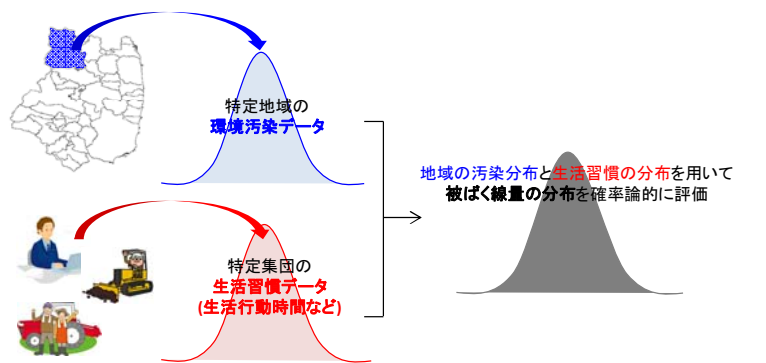 特定地域の
環境汚染データ
地域の汚染分布と生活習慣の分布を用いて
被ばく線量の分布を確率論的に評価
特定集団の
生活習慣データ
(生活行動時間など)